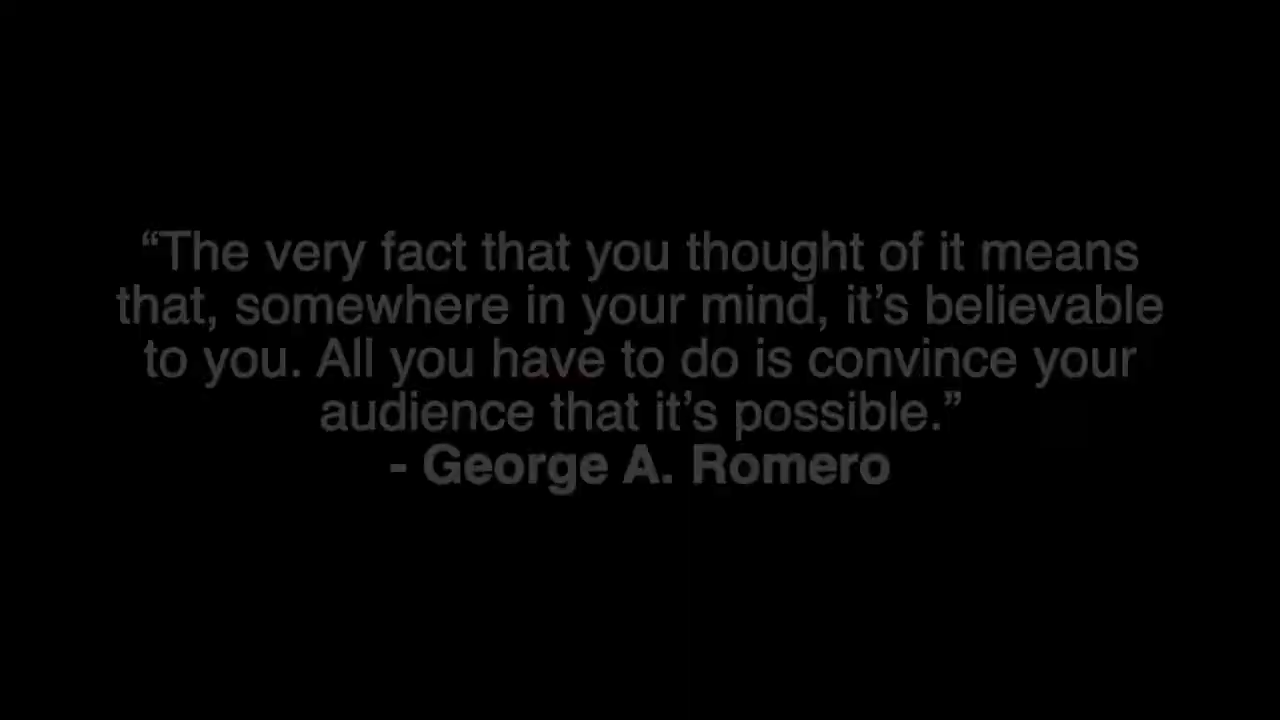 “The very fact that you thought of it means
that, somewhere in your mind, it’s believable
to you. All you have to do is convince your
audience that it’s possible.”
- George A. Romero